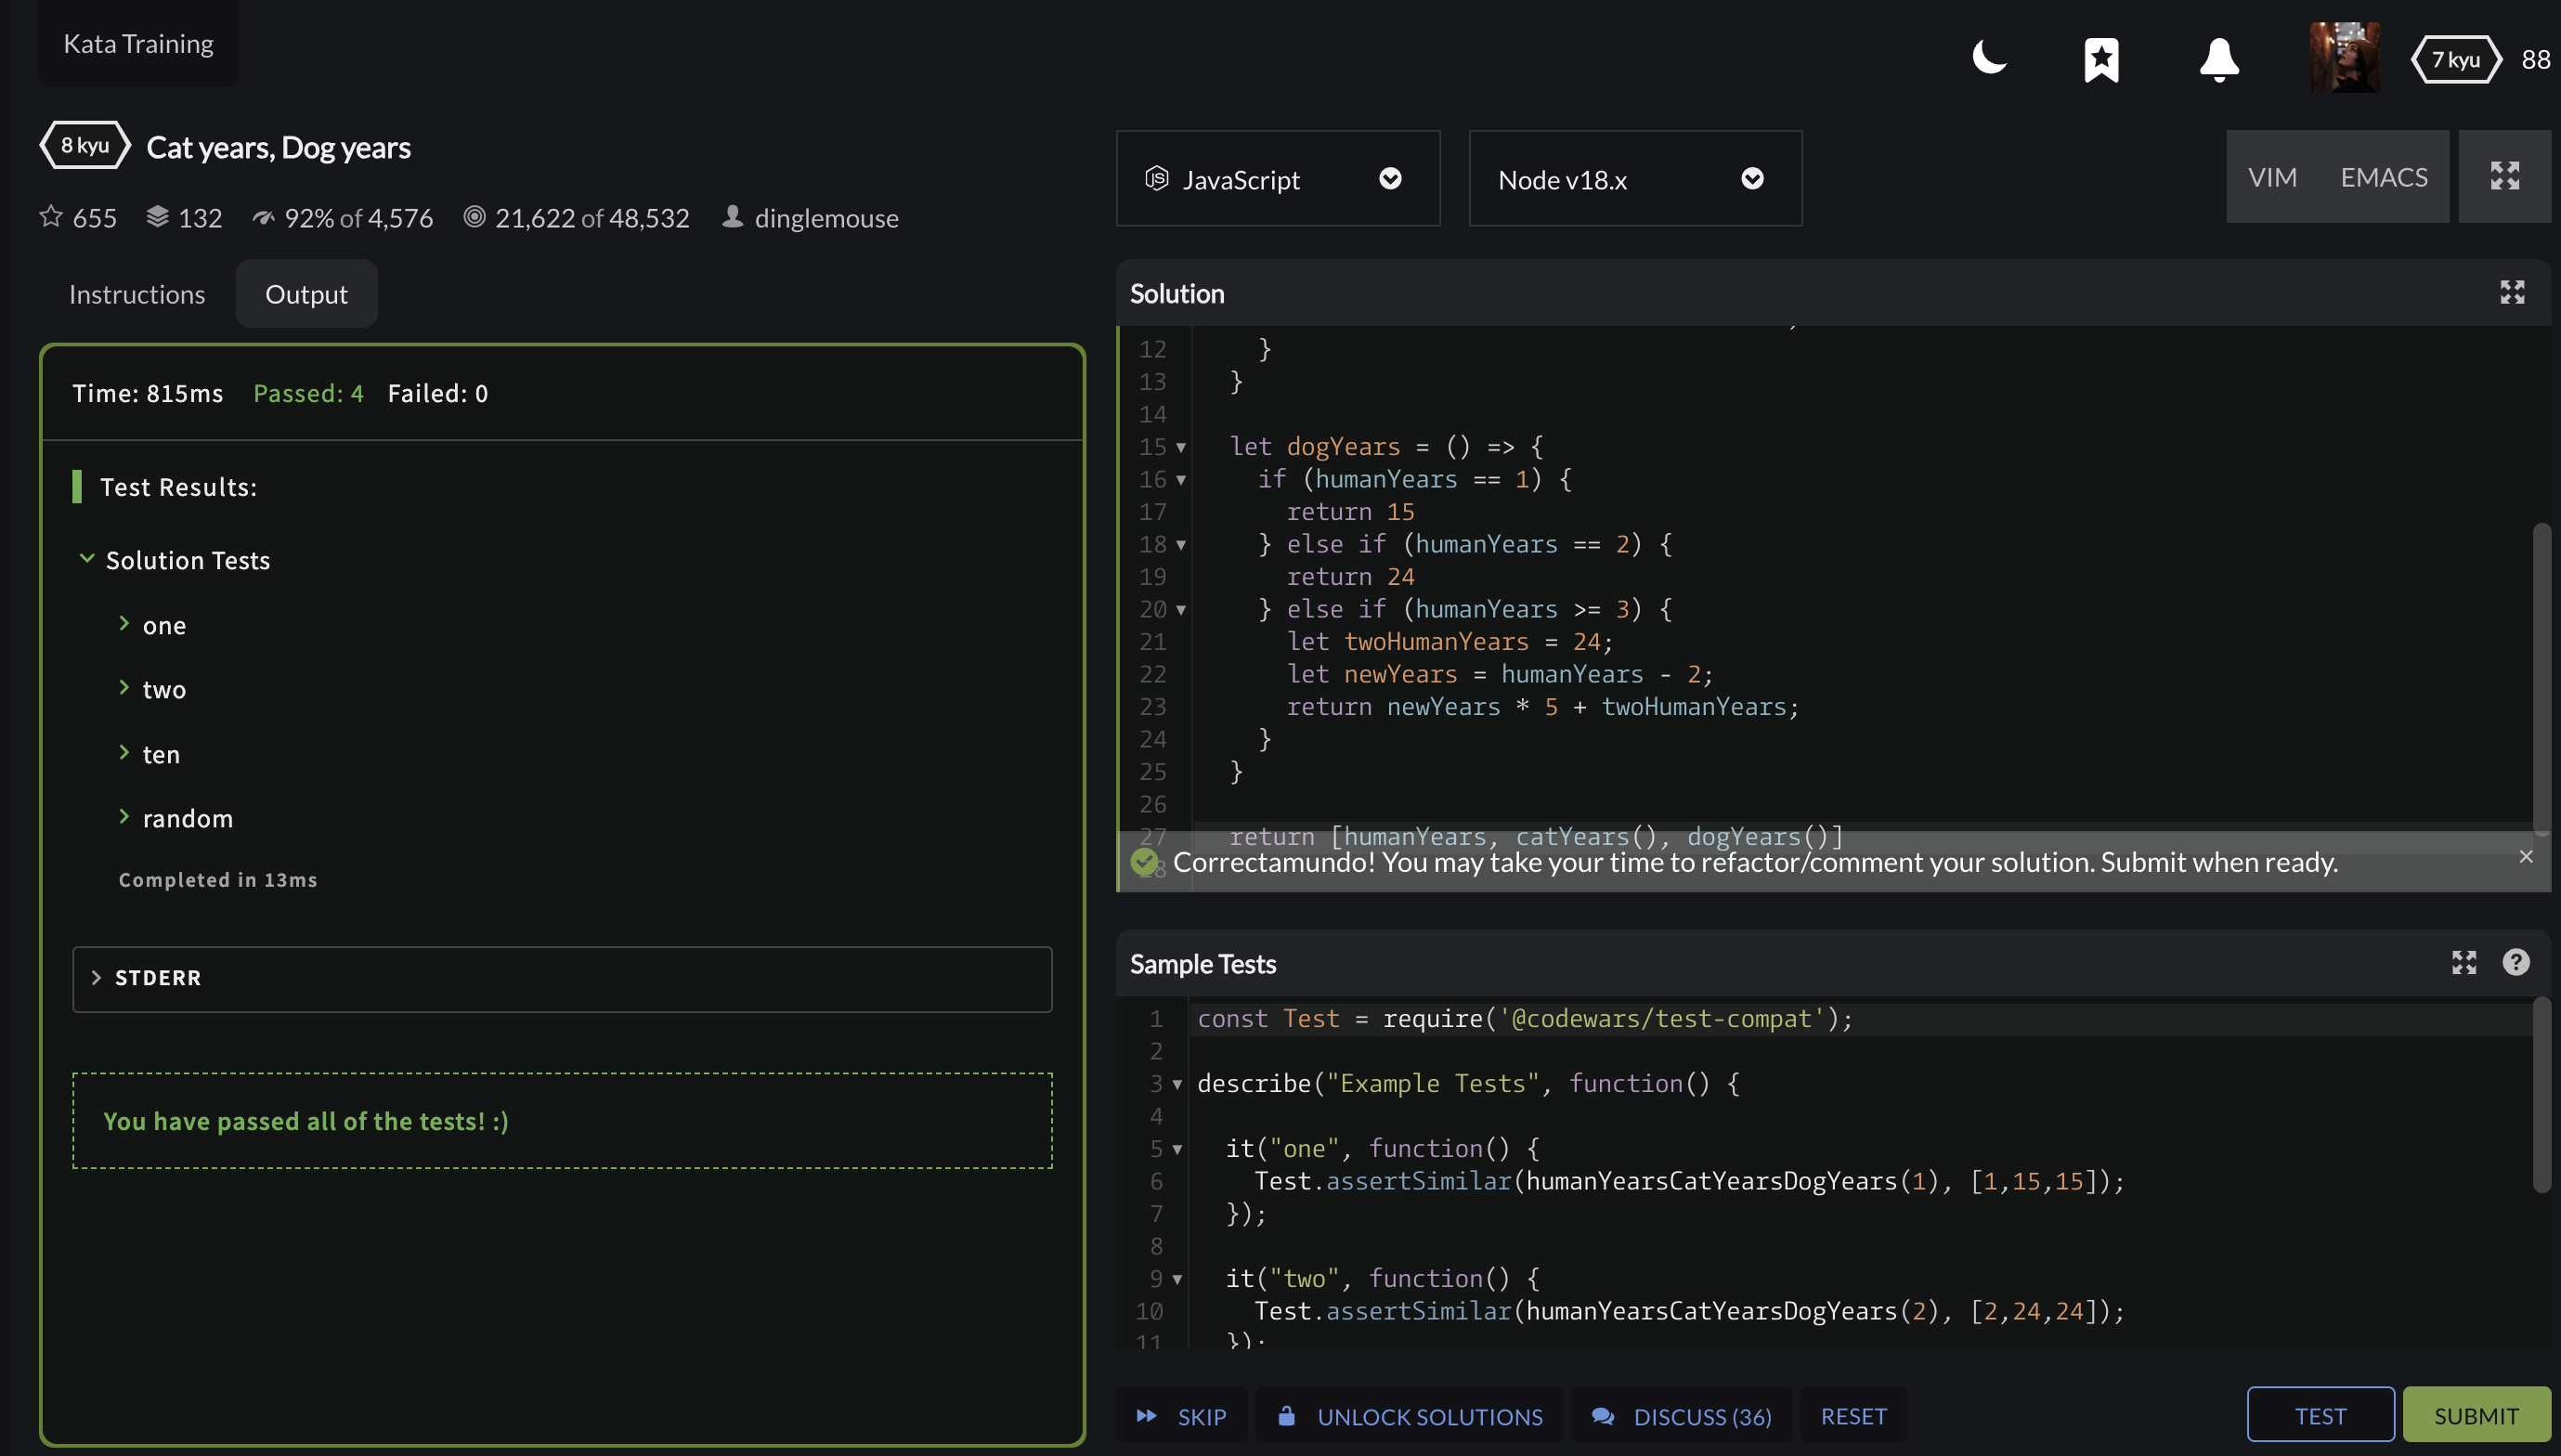 Kata Training
7 kyu
88
8 kyu
Cat years, Dog years
655
132
92% of 4,576
21,622 of 48,532
dinglemouse
JavaScript
Node v18.x
VIM
EMACS
Instructions
Output
Time: 815ms
Passed: 4
Failed: 0
Test Results:
Solution Tests
one
two
ten
random
Completed in 13ms
STDERR
You have passed all of the tests! :)
Solution
12     }
13   }
14
15   let dogYears = () => {
16     if (humanYears == 1) {
17       return 15
18     } else if (humanYears == 2) {
19       return 24
20     } else if (humanYears >= 3) {
21       let twoHumanYears = 24;
22       let newYears = humanYears - 2;
23       return newYears * 5 + twoHumanYears;
24     }
25   }
26
27   return [humanYears, catYears(), dogYears()]
Correctamundo! You may take your time to refactor/comment your solution. Submit when ready.
Sample Tests
1 const Test = require('@codewars/test-compat');
2
3 describe("Example Tests", function() {
4
5   it("one", function() {
6     Test.assertSimilar(humanYearsCatYearsDogYears(1), [1,15,15]);
7   });
8
9   it("two", function() {
10     Test.assertSimilar(humanYearsCatYearsDogYears(2), [2,24,24]);
11   });
SKIP
UNLOCK SOLUTIONS
DISCUSS (36)
RESET
TEST
SUBMIT